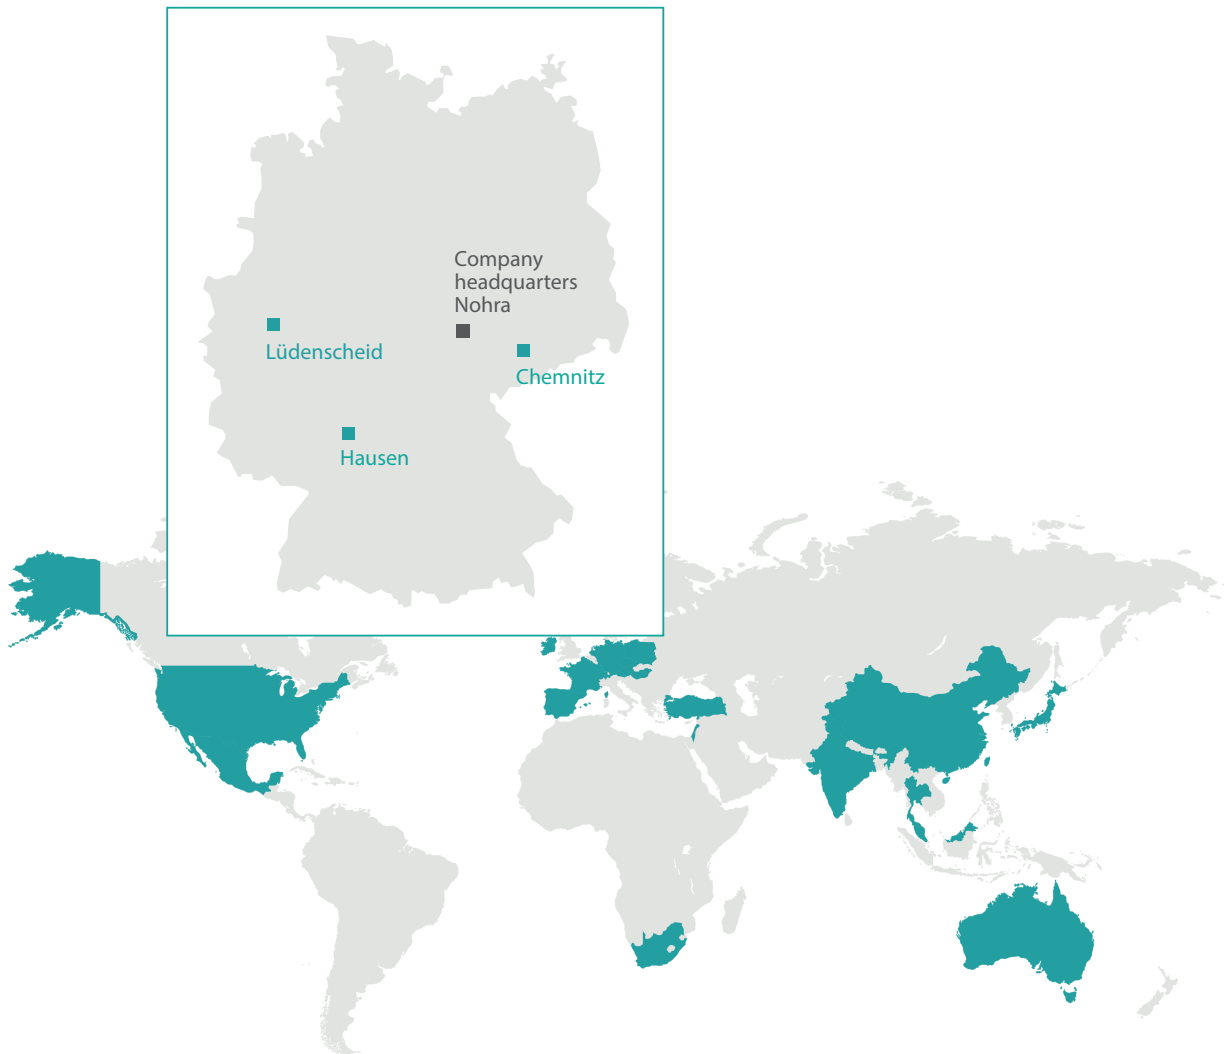 Company
headquarters
Nohra
Lüdenscheid
Chemnitz
Hausen